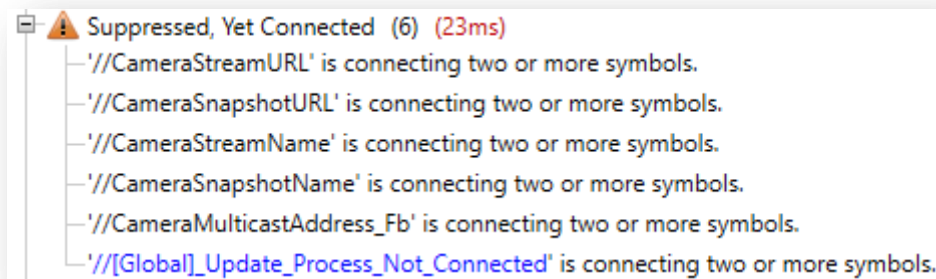 Suppressed, Yet Connected (6) (23ms)
'//CameraStreamURL' is connecting two or more symbols.
'//CameraSnapshotURL' is connecting two or more symbols.
'//CameraStreamName' is connecting two or more symbols.
'//CameraSnapshotName' is connecting two or more symbols.
'//CameraMulticastAddress_Fb' is connecting two or more symbols.
'//[Global]_Update_Process_Not_Connected' is connecting two or more symbols.